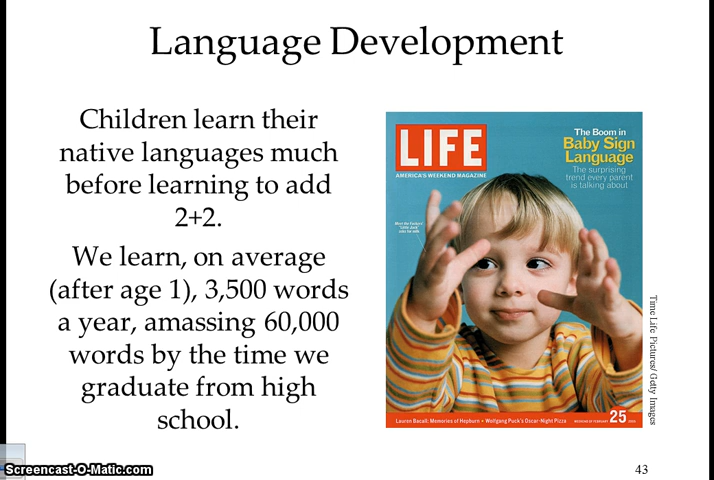 Language Development
Children learn their
native languages much
before learning to add
2+2.
We learn, on average
(after age 1), 3,500 words
a year, amassing 60,000
words by the time we
graduate from high
school.
LIFE
AMERICA'S WEEKEND MAGAZINE
The Boom in
Baby Sign
Language
The surprising
trend every parent
is talking about
Lauren Bacall: Memories of Hepburn • Wolfgang Puck's Oscar-Night Pizza
25
Time Life Pictures/ Getty Images
Screencast-O-Matic.com
43